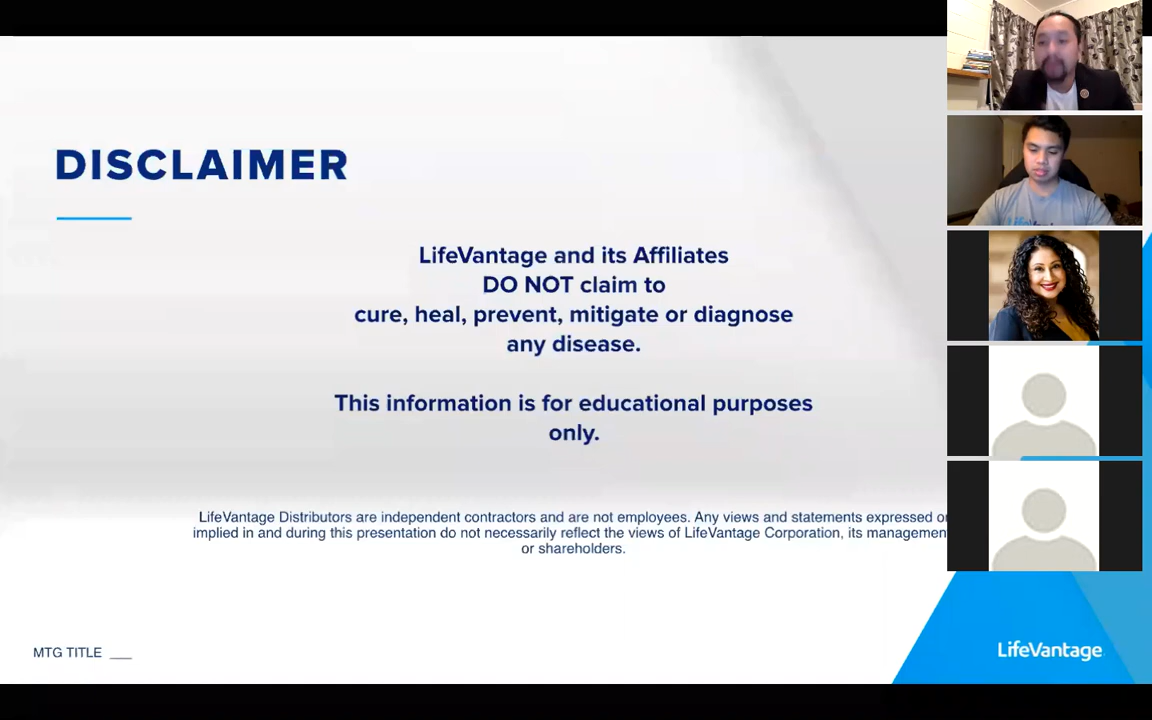 DISCLAIMER
LifeVantage and its Affiliates
DO NOT claim to
cure, heal, prevent, mitigate or diagnose
any disease.
This information is for educational purposes
only.
LifeVantage Distributors are independent contractors and are not employees. Any views and statements expressed
implied in and during this presentation do not necessarily reflect the views of LifeVantage Corporation, its
or shareholders.
MTG TITLE ___
LifeVantage